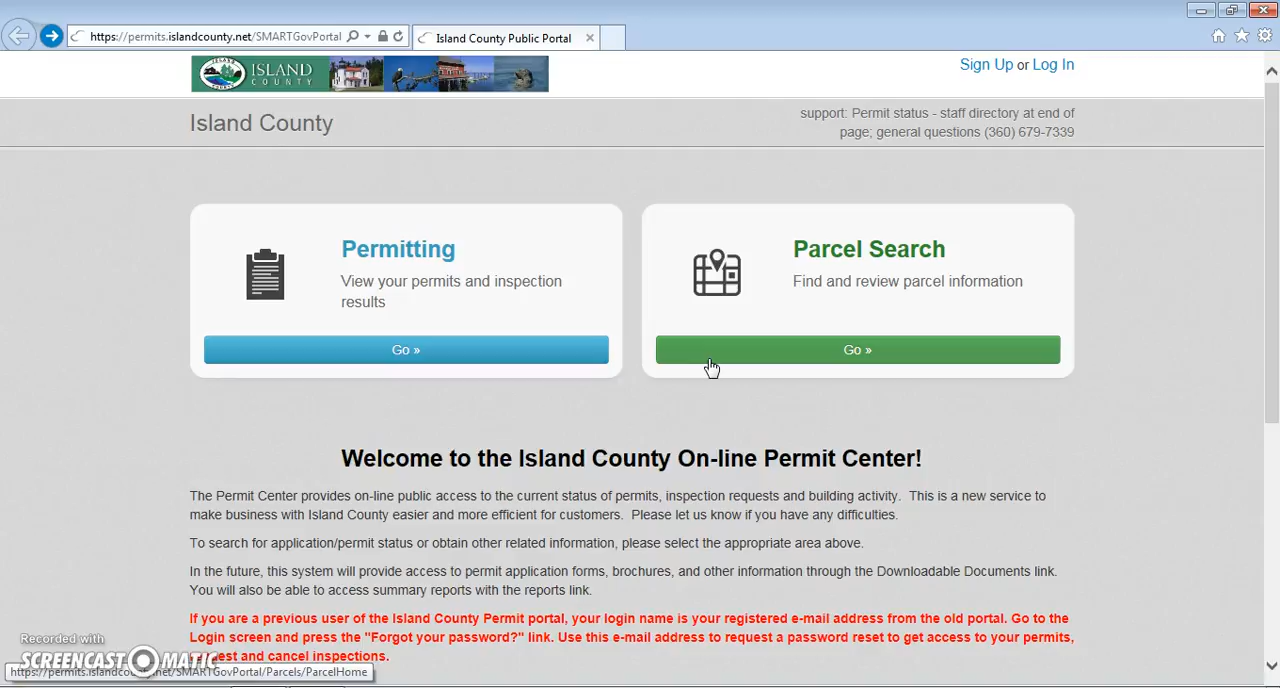 https://permits.islandcounty.net/SMARTGovPortal
Island County Public Portal
ISLAND
COUNTY
Sign Up or Log In
Island County
support: Permit status - staff directory at end of
page; general questions (360) 679-7339
Permitting
View your permits and inspection
results
Go »
Parcel Search
Find and review parcel information
Go »
Welcome to the Island County On-line Permit Center!
The Permit Center provides on-line public access to the current status of permits, inspection requests and building activity. This is a new service to
make business with Island County easier and more efficient for customers. Please let us know if you have any difficulties.
To search for application/permit status or obtain other related information, please select the appropriate area above.
In the future, this system will provide access to permit application forms, brochures, and other information through the Downloadable Documents link.
You will also be able to access summary reports with the reports link.
If you are a previous user of the Island County Permit portal, your login name is your registered e-mail address from the old portal. Go to the
Login screen and press the "Forgot your password?" link. Use this e-mail address to request a password reset to get access to your permits,
and cancel inspections.
Recorded with
SCREENCAST-O-MATIC
https://permits.islandcounty.net/SMARTGovPortal/Parcels/ParcelHome